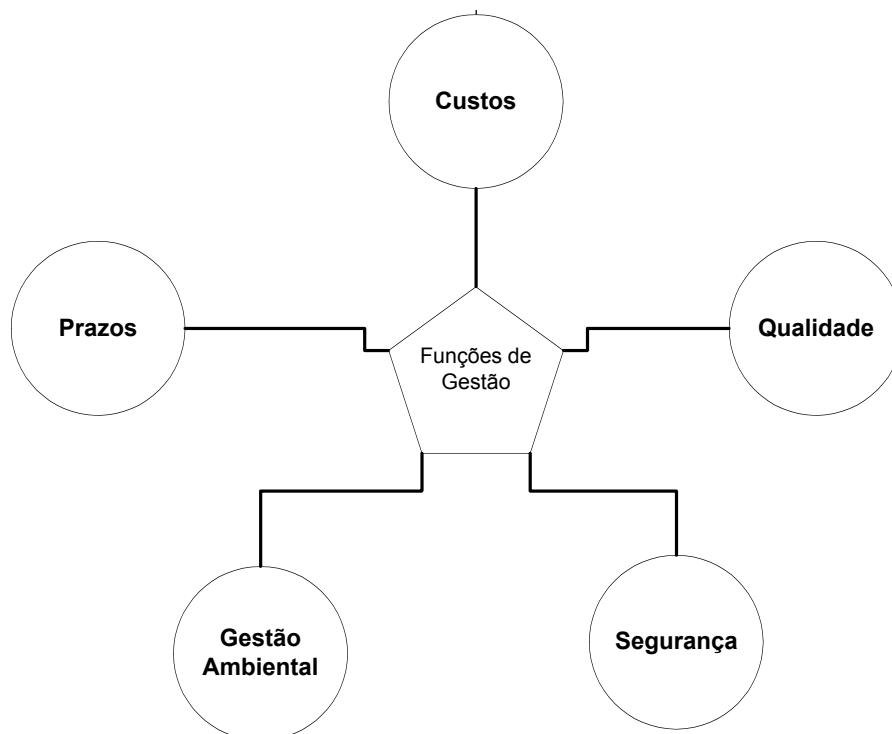 Custos
Prazos
Funções de
Gestão
Qualidade
Gestão
Ambiental
Segurança